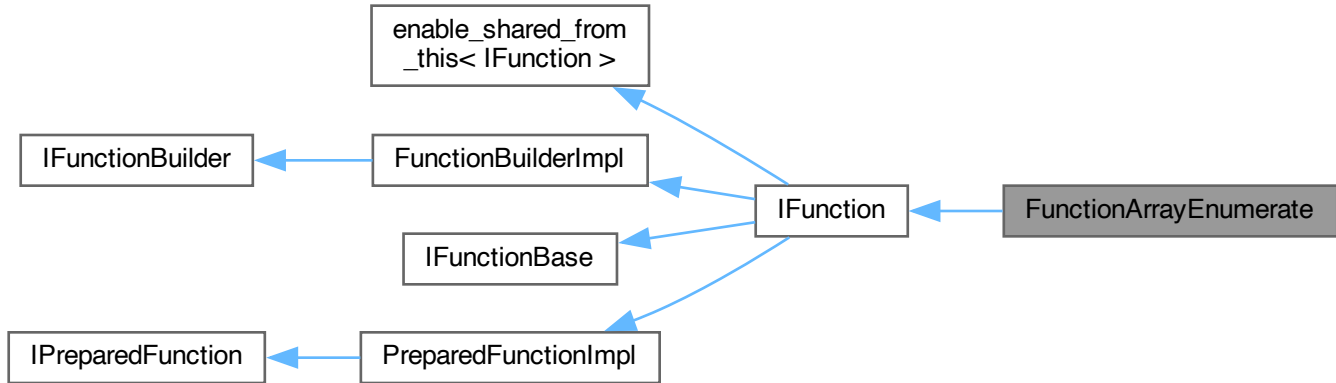 enable_shared_from
_this< IFunction >
IFunctionBuilder
FunctionBuilderImpl
IFunction
FunctionArrayEnumerate
IFunctionBase
IPreparedFunction
PreparedFunctionImpl